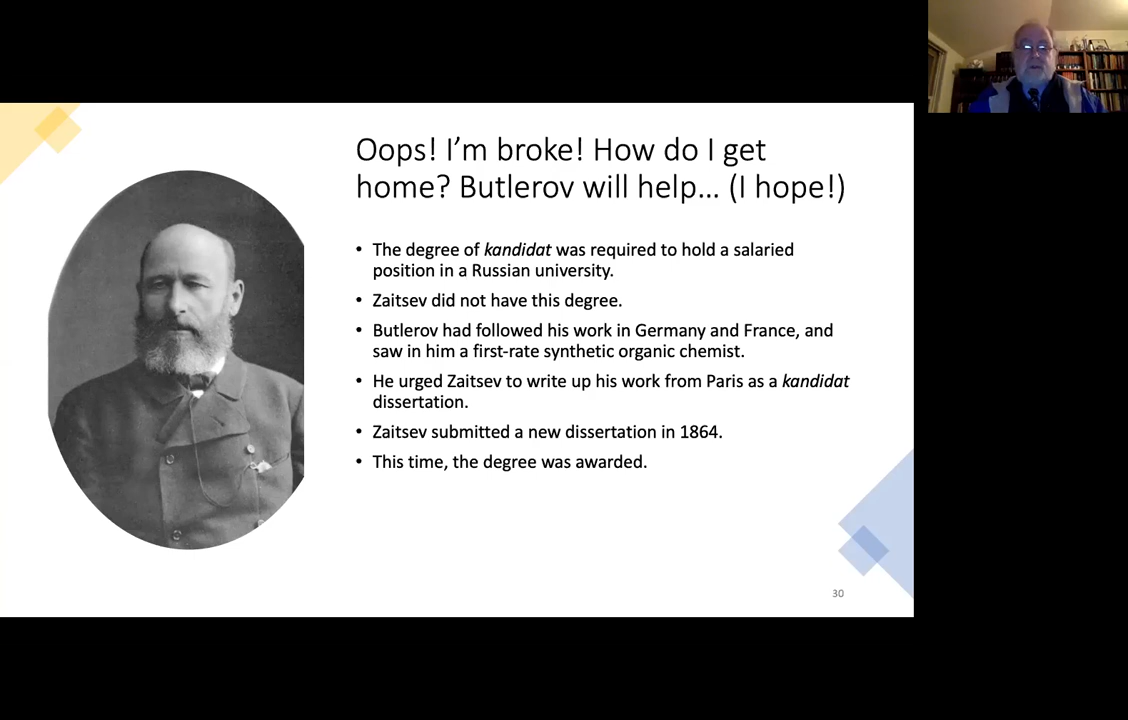 Oops! I’m broke! How do I get
home? Butlerov will help... (I hope!)
• The degree of kandidat was required to hold a salaried
position in a Russian university.
• Zaitsev did not have this degree.
• Butlerov had followed his work in Germany and France, and
saw in him a first-rate synthetic organic chemist.
• He urged Zaitsev to write up his work from Paris as a kandidat
dissertation.
• Zaitsev submitted a new dissertation in 1864.
• This time, the degree was awarded.
30